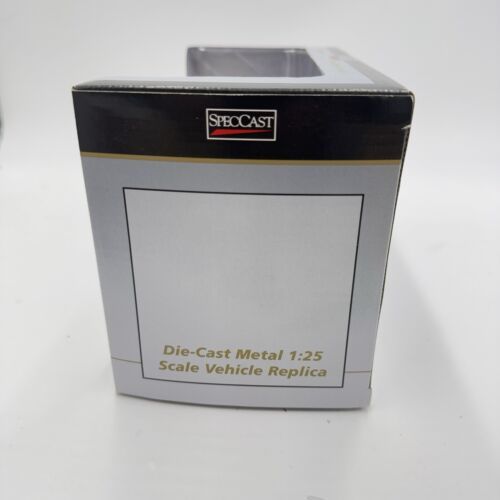 SPECCAST
Die-Cast Metal 1:25
Scale Vehicle Replica